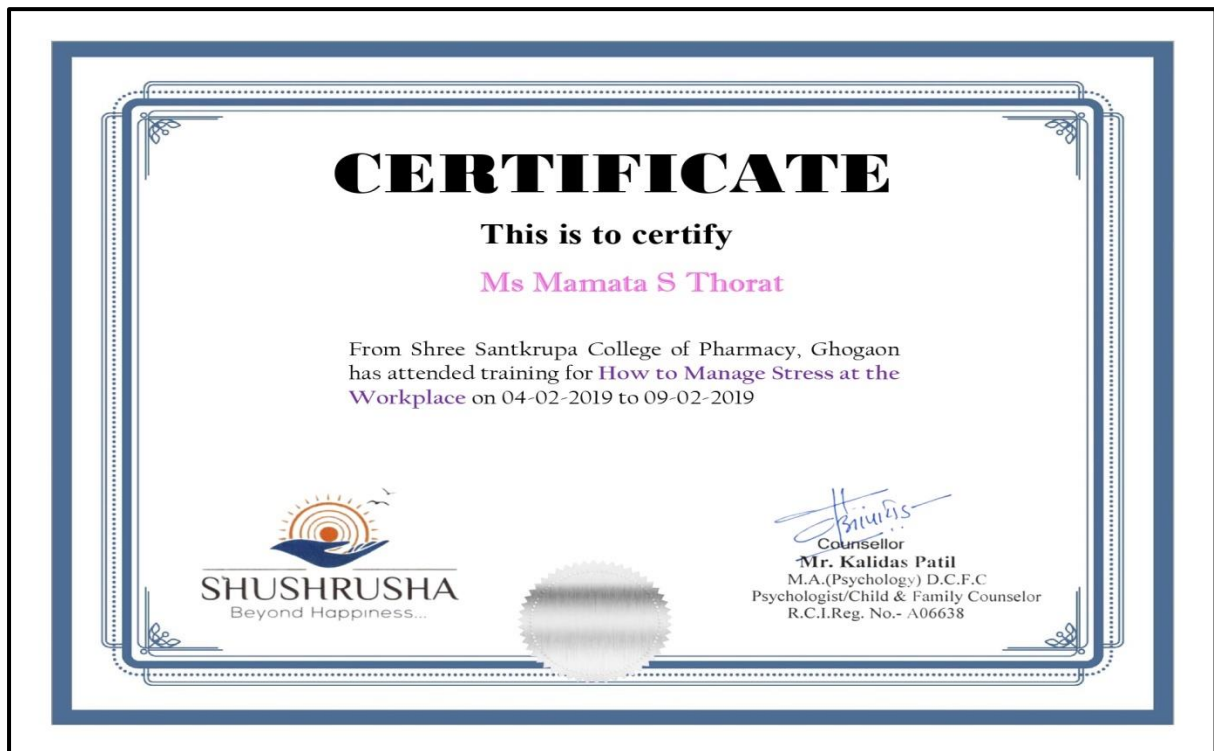 CERTIFICATE
This is to certify
Ms Mamata S Thorat
From Shree Santkrupa College of Pharmacy, Ghogaon
has attended training for How to Manage Stress at the
Workplace on 04-02-2019 to 09-02-2019
SHUSHRUSHA
Beyond Happiness...
Counsellor
Mr. Kalidas Patil
M.A.(Psychology) D.C.F.C
Psychologist/Child & Family Counselor
R.C.I.Reg. No.- A06638